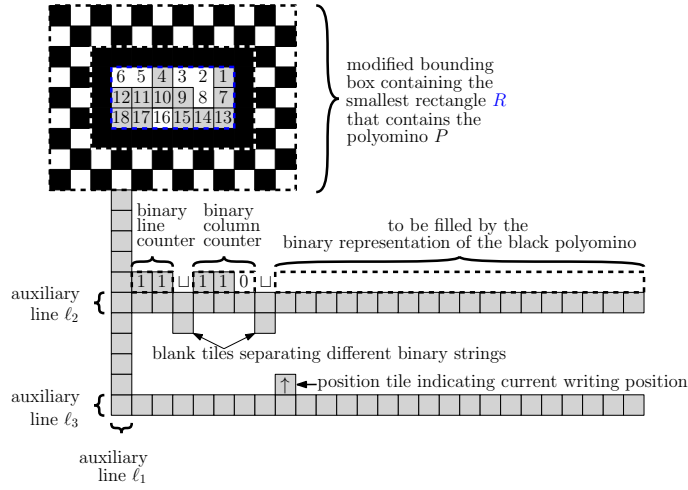 6 5 4 3 2 1
12 11 10 9 8 7
18 17 16 15 14 13
modified bounding
box containing the
smallest rectangle R
that contains the
polyomino P
binary
line
counter
binary
column
counter
to be filled by the
binary representation of the black polyomino
1 1 ⊔ 1 1 0 ⊔
auxiliary
line ℓ2
blank tiles separating different binary strings
↑
position tile indicating current writing position
auxiliary
line ℓ3
auxiliary
line ℓ1